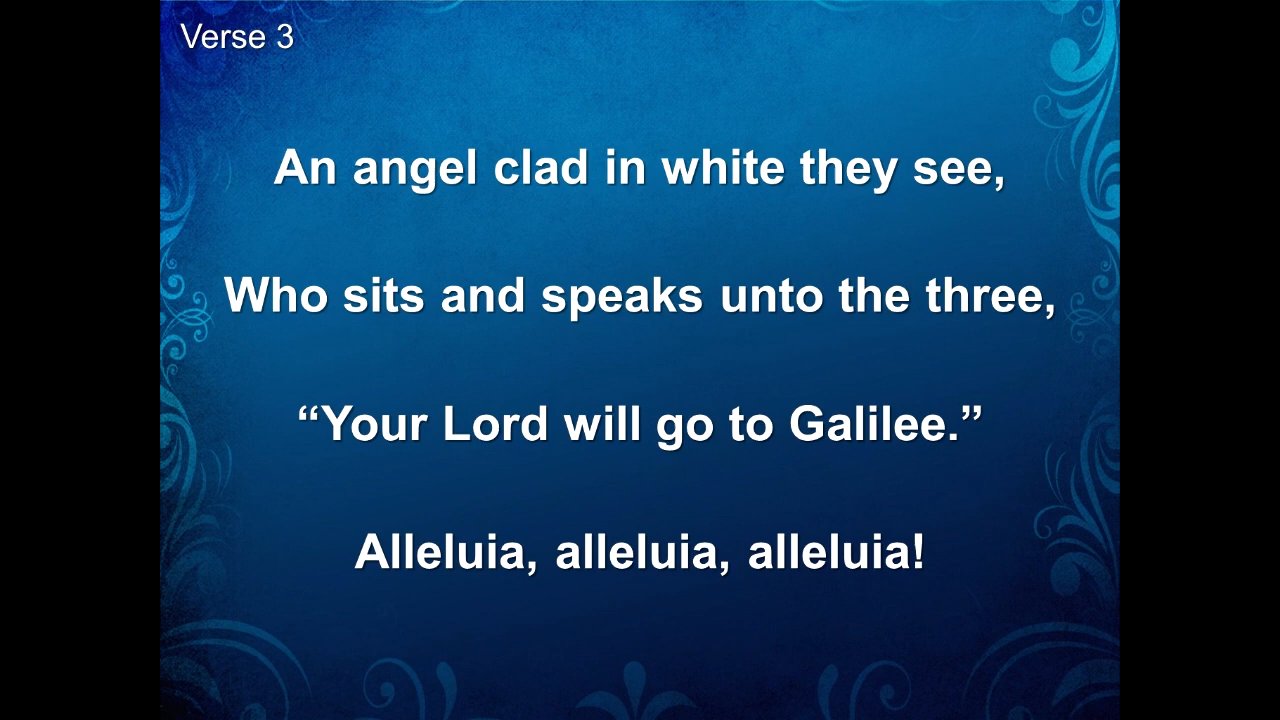 Verse 3
An angel clad in white they see,
Who sits and speaks unto the three,
“Your Lord will go to Galilee.”
Alleluia, alleluia, alleluia!